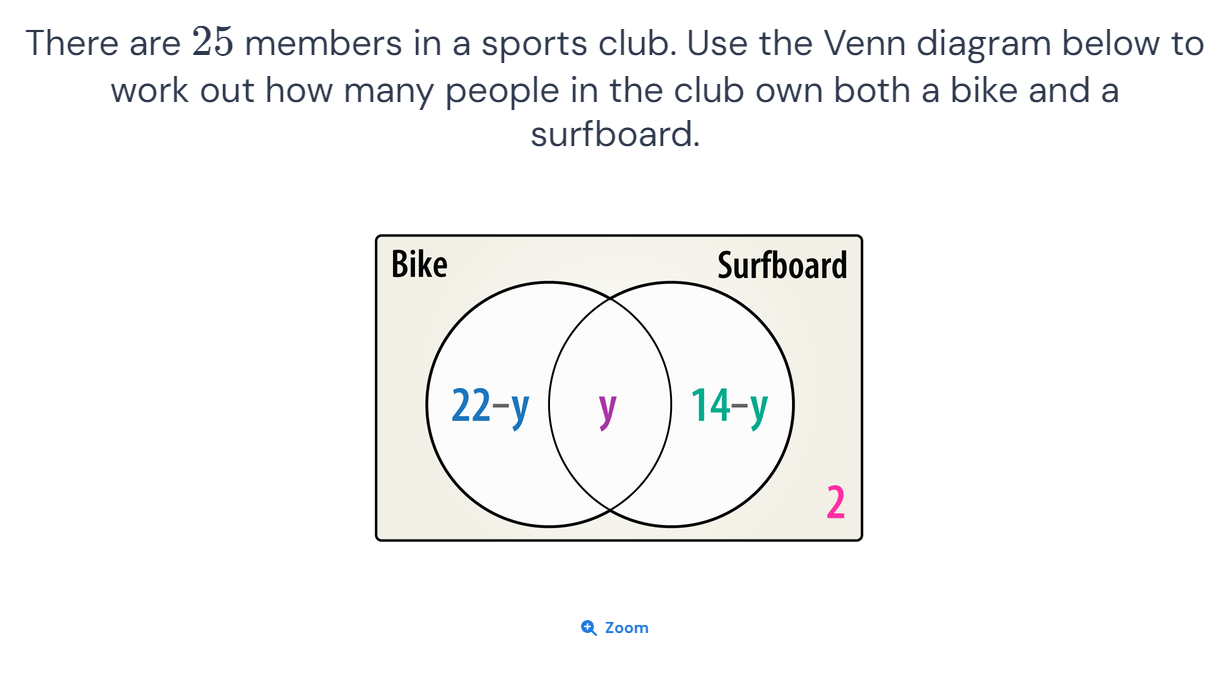 There are 25 members in a sports club. Use the Venn diagram below to
work out how many people in the club own both a bike and a
surfboard.
Bike
Surfboard
22−y
y
14−y
2
Zoom